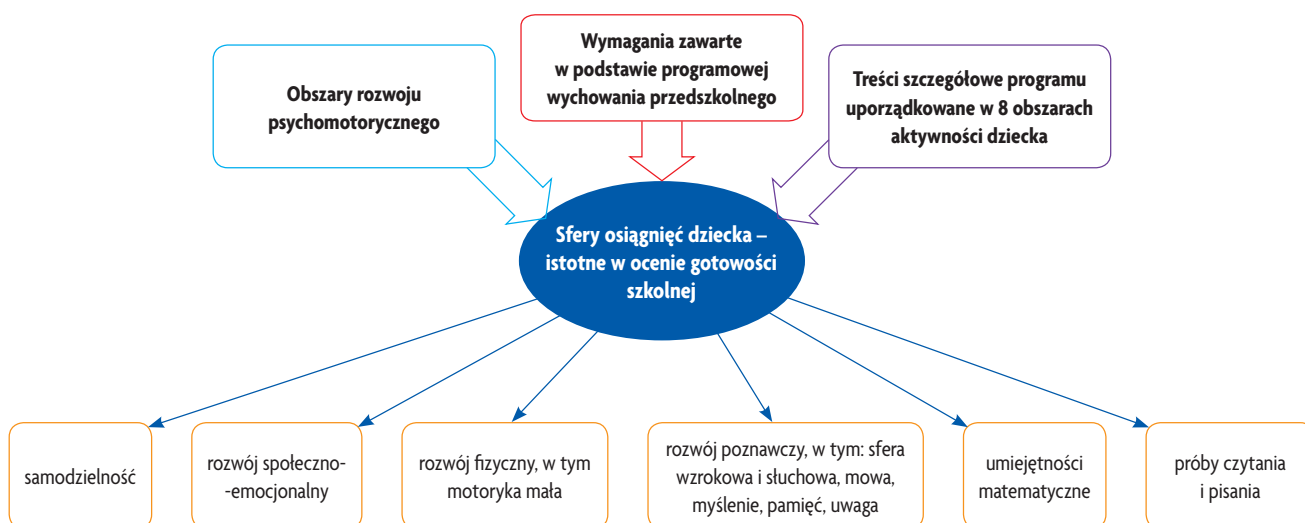 Obszary rozwoju
psychomotorycznego
Wymagania zawarte
w podstawie programowej
wychowania przedszkolnego
Treści szczegółowe programu
uporządkowane w 8 obszarach
aktywności dziecka
Sfery osiągnięć dziecka –
istotne w ocenie gotowości
szkolnej
samodzielność
rozwój społeczno-
-emocjonalny
rozwój fizyczny, w tym
motoryka mała
rozwój poznawczy, w tym: sfera
wzrokowa i słuchowa, mowa,
myślenie, pamięć, uwaga
umiejętności
matematyczne
próby czytania
i pisania